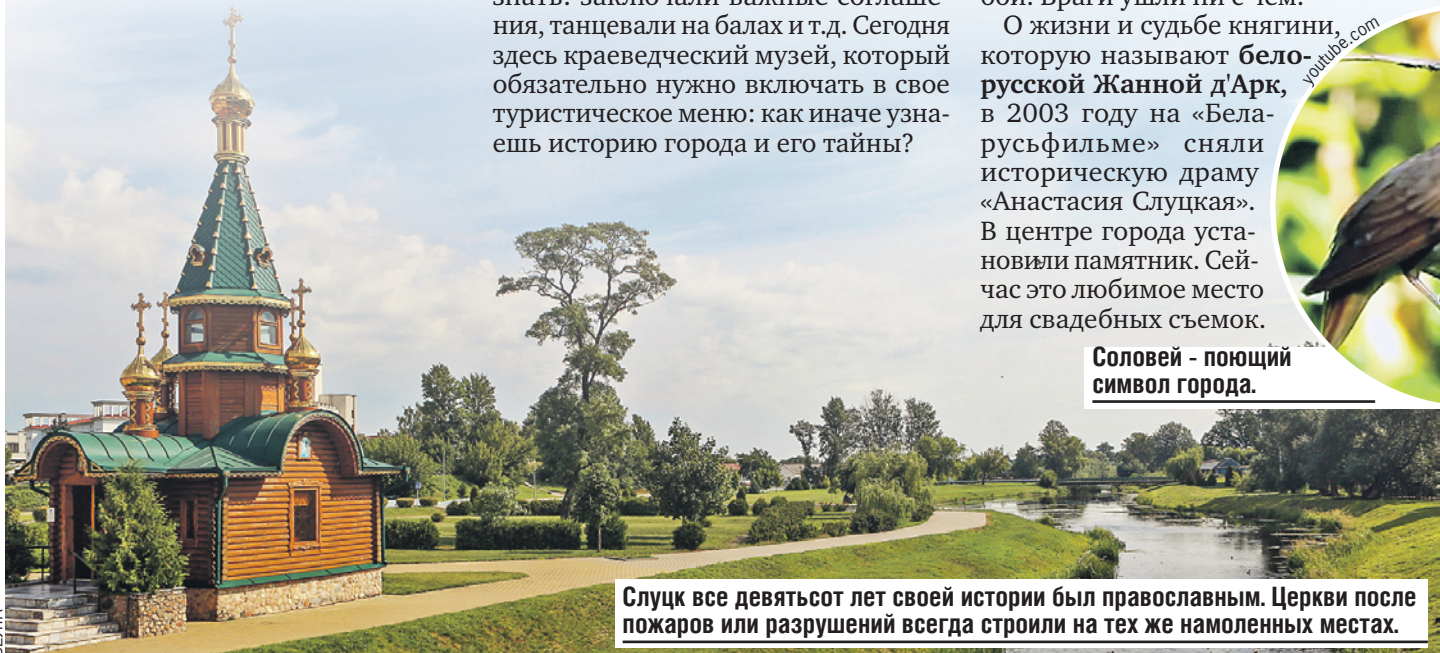 ния, танцевали на балах и т.д. Сегодня
здесь краеведческий музей, который
обязательно нужно включать в свое
туристическое меню: как иначе узна-
ешь историю города и его тайны?
О жизни и судьбе княгини,
которую называют бело-
русской Жанной д'Арк,
в 2003 году на «Бела-
русьфильме» сняли
историческую драму
«Анастасия Слуцкая».
В центре города уста-
новили памятник. Сей-
час это любимое место
для свадебных съемок.
youtube.com
Соловей - поющий
символ города.
Слуцк все девятьсот лет своей истории был православным. Церкви после
пожаров или разрушений всегда строили на тех же намоленных местах.